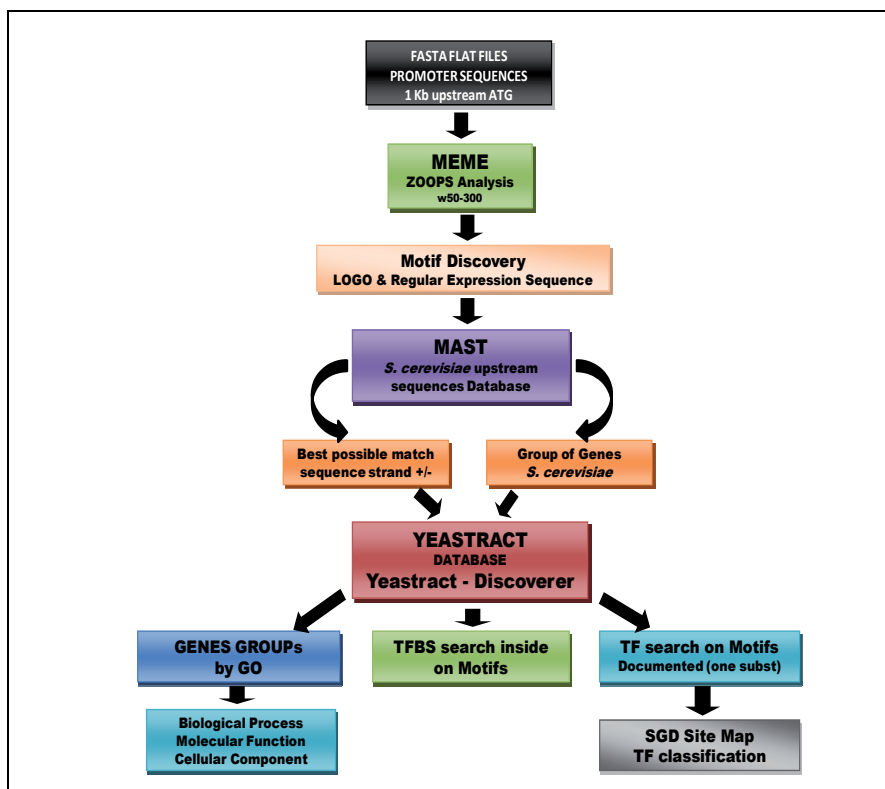 FASTA FLAT FILES
PROMOTER SEQUENCES
1 Kb upstream ATG
MEME
ZOOPS Analysis
w50-300
Motif Discovery
LOGO & Regular Expression Sequence
MAST
S. cerevisiae upstream
sequences Database
Best possible match
sequence strand +/-
Group of Genes
S. cerevisiae
YEASTRACT
DATABASE
Yeastract - Discoverer
GENES GROUPs
by GO
TFBS search inside
on Motifs
TF search on Motifs
Documented (one subst)
Biological Process
Molecular Function
Cellular Component
SGD Site Map
TF classification